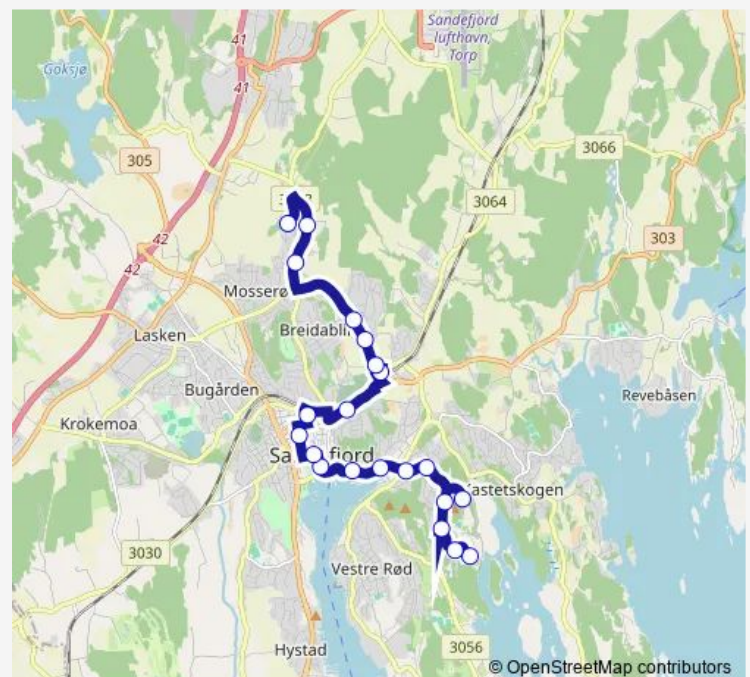 Sandefjord
lufthavn,
Torp
41
Goksjø
41
305
3066
3064
303
42
42
Mosserø
Breidablik
Lasken
Bugården
Revebåsen
Krokemoa
Kastetskogen
3030
Vestre Rød
Hystad
3056
© OpenStreetMap contributors